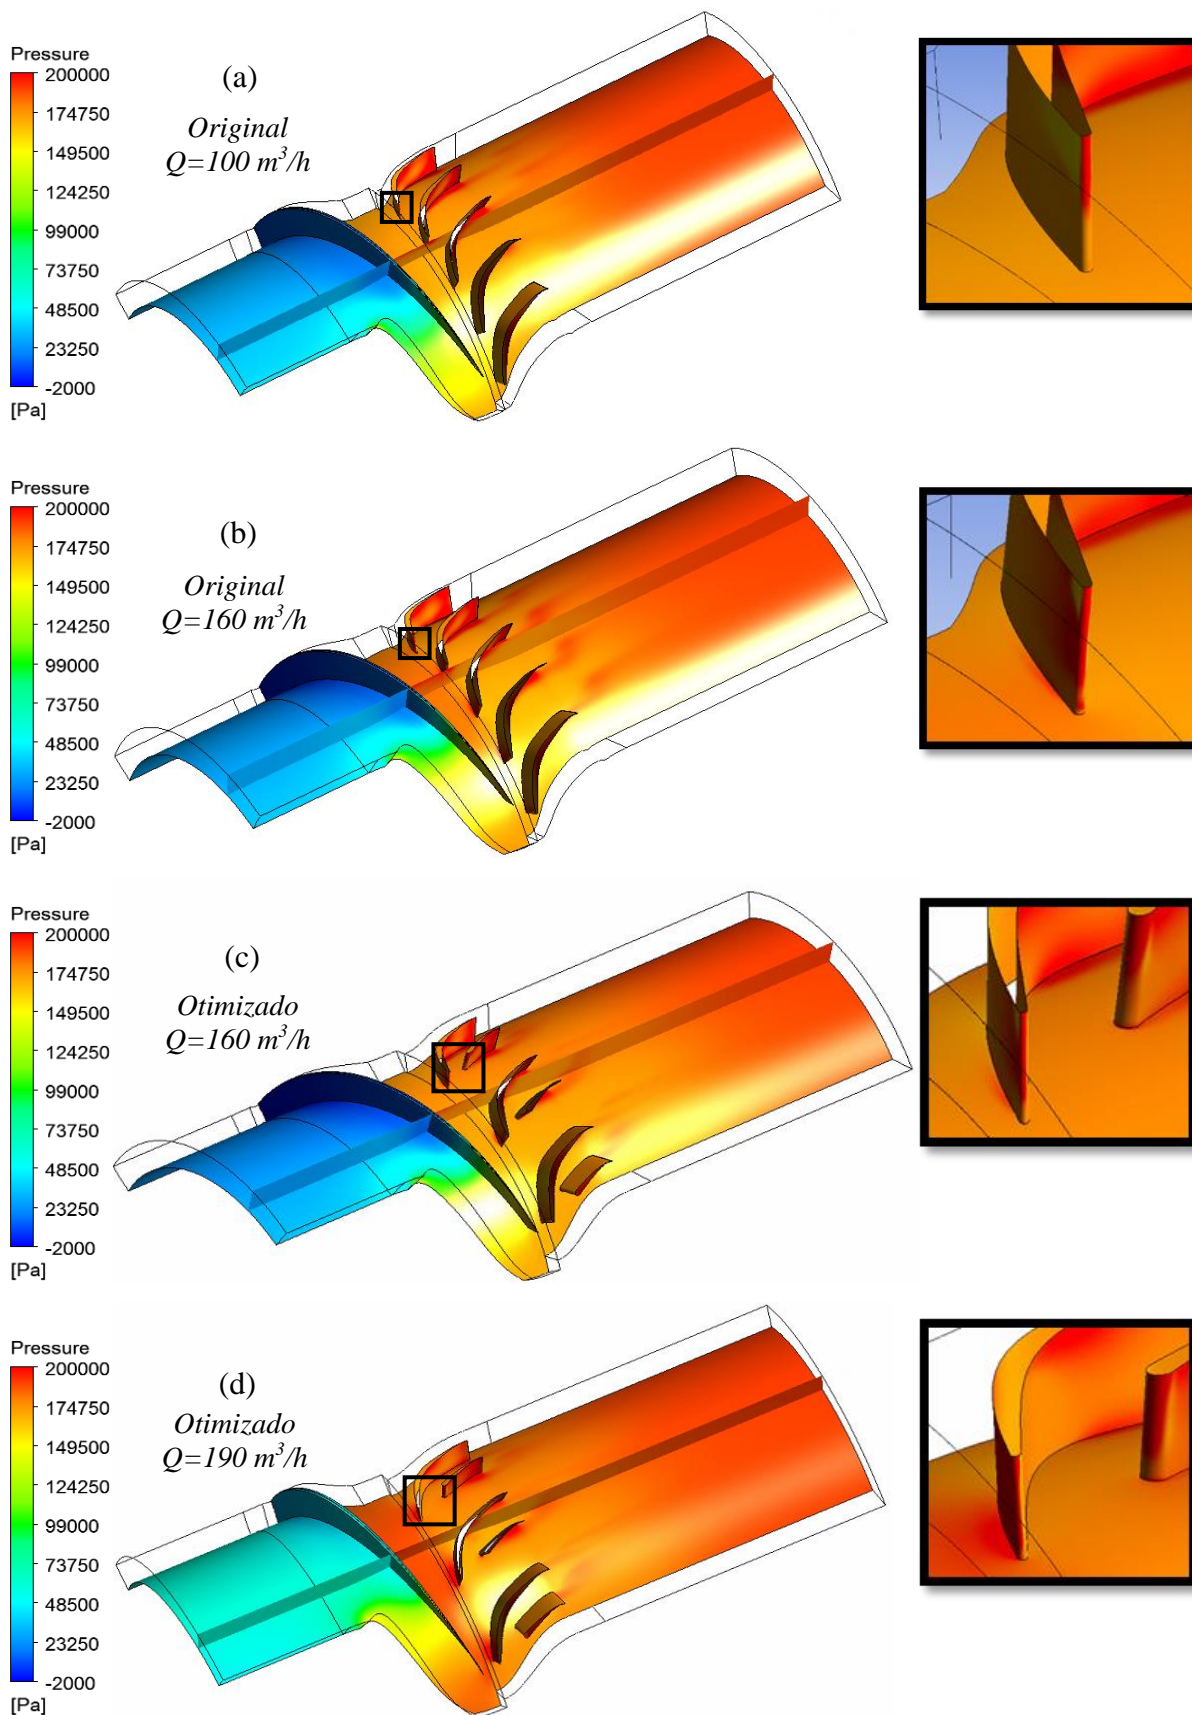 Pressure
200000
174750
149500
124250
99000
73750
48500
23250
-2000
[Pa]
(a)
Original
Q=100 m³/h
Pressure
200000
174750
149500
124250
99000
73750
48500
23250
-2000
[Pa]
(b)
Original
Q=160 m³/h
Pressure
200000
174750
149500
124250
99000
73750
48500
23250
-2000
[Pa]
(c)
Otimizado
Q=160 m³/h
Pressure
200000
174750
149500
124250
99000
73750
48500
23250
-2000
[Pa]
(d)
Otimizado
Q=190 m³/h